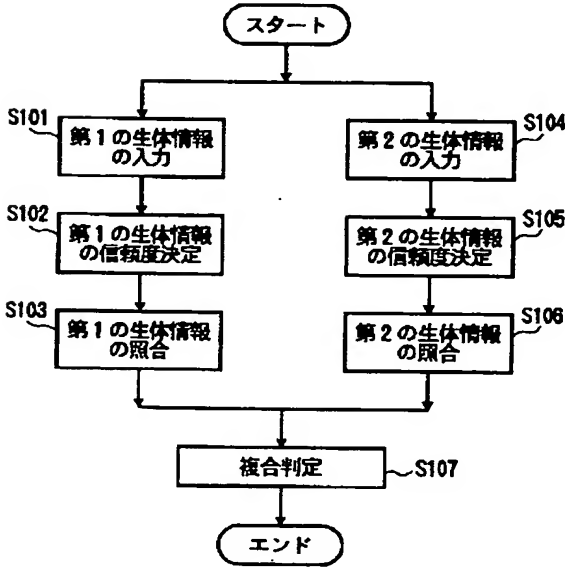 スタート
S101
第1の生体情報
の入力
S104
第2の生体情報
の入力
S102
第1の生体情報
の信頼度決定
S105
第2の生体情報
の信頼度決定
S103
第1の生体情報
の照合
S106
第2の生体情報
の照合
複合判定
S107
エンド